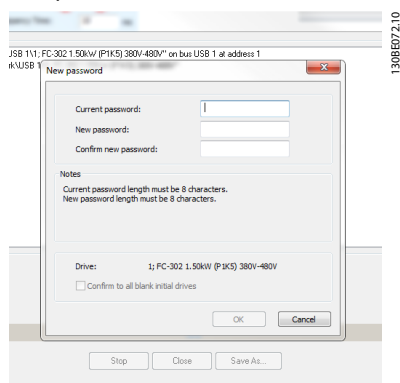 130BE072.10
JSB 1\1; FC-302 1.50kW (P1K5) 380V-480V" on bus USB 1 at address 1
rk\USB 1
New password
Current password:
New password:
Confirm new password:
Notes
Current password length must be 8 characters.
New password length must be 8 characters.
Drive: 1; FC-302 1.50kW (P1K5) 380V-480V
Confirm to all blank initial drives
OK Cancel
Stop Close Save As...